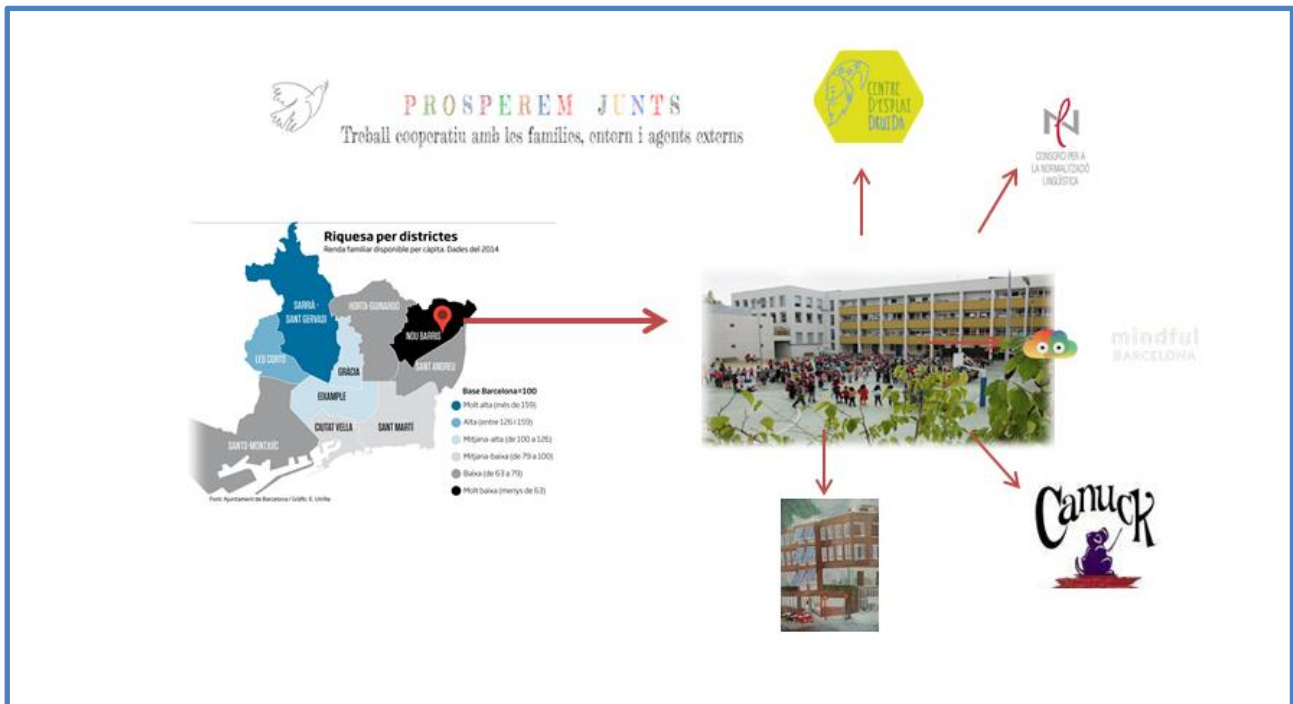 PROSPEREM JUNTS
Treball cooperatiu amb les famílies, entorn i agents externs
CENTRE
D'ESPLAI
DRUIDA
CONSORCI PER A
LA NORMALITZACIÓ
LINGÜÍSTICA
Riquesa per districtes
Renda familiar disponible per càpita. Dades del 2014
SARRIÀ -
SANT GERVASI
HORTA-GUINARDÓ
NOU BARRIS
LES CORTS
GRÀCIA
SANT ANDREU
EIXAMPLE
CIUTAT VELLA
SANT MARTÍ
SANTS-MONTJUÏC
Base Barcelona=100
Molt alta (més de 159)
Alta (entre 126 i 159)
Mitjana-alta (de 100 a 126)
Mitjana-baixa (de 79 a 100)
Baixa (de 63 a 79)
Molt baixa (menys de 63)
Font: Ajuntament de Barcelona / Gràfic: E. Utrilla
mindful
BARCELONA
Canuck